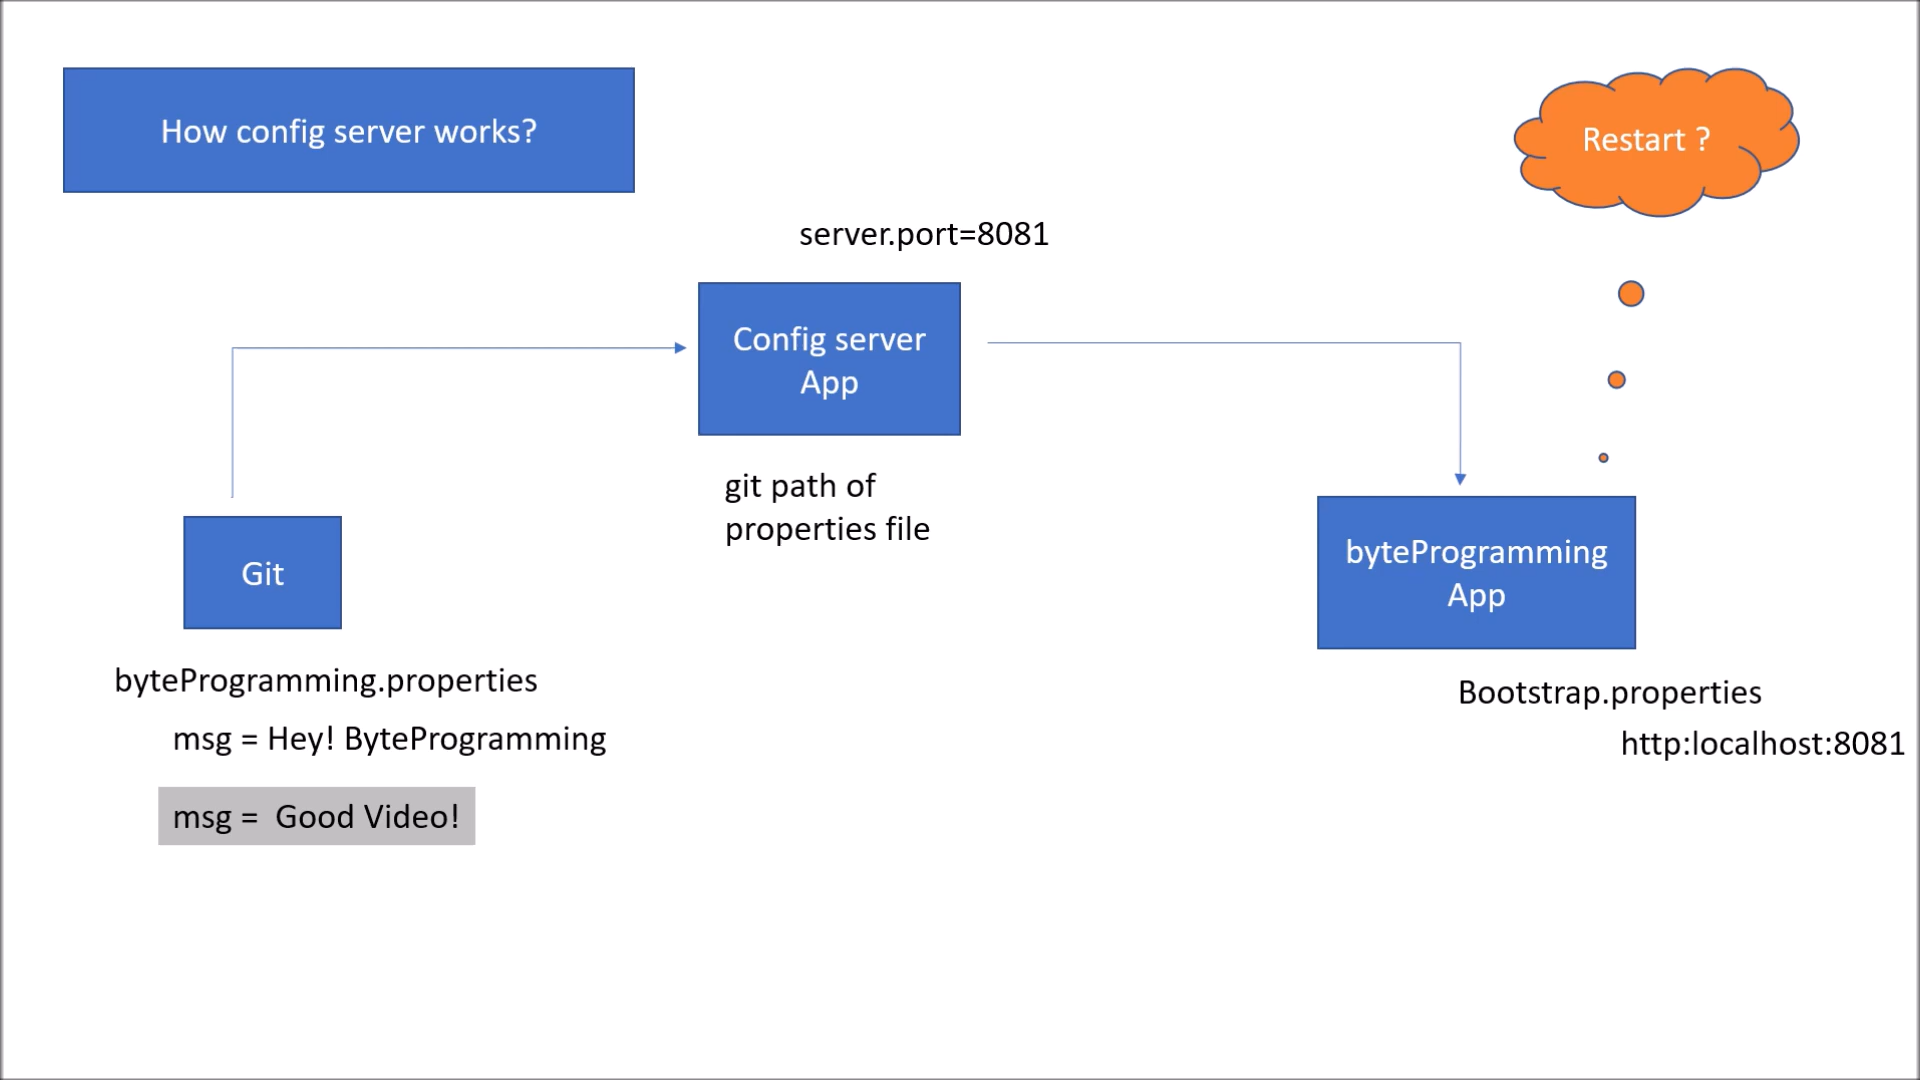 How config server works?
Restart ?
server.port=8081
Config server
App
git path of
properties file
Git
byteProgramming
App
byteProgramming.properties
msg = Hey! ByteProgramming
msg =  Good Video!
Bootstrap.properties
http:localhost:8081